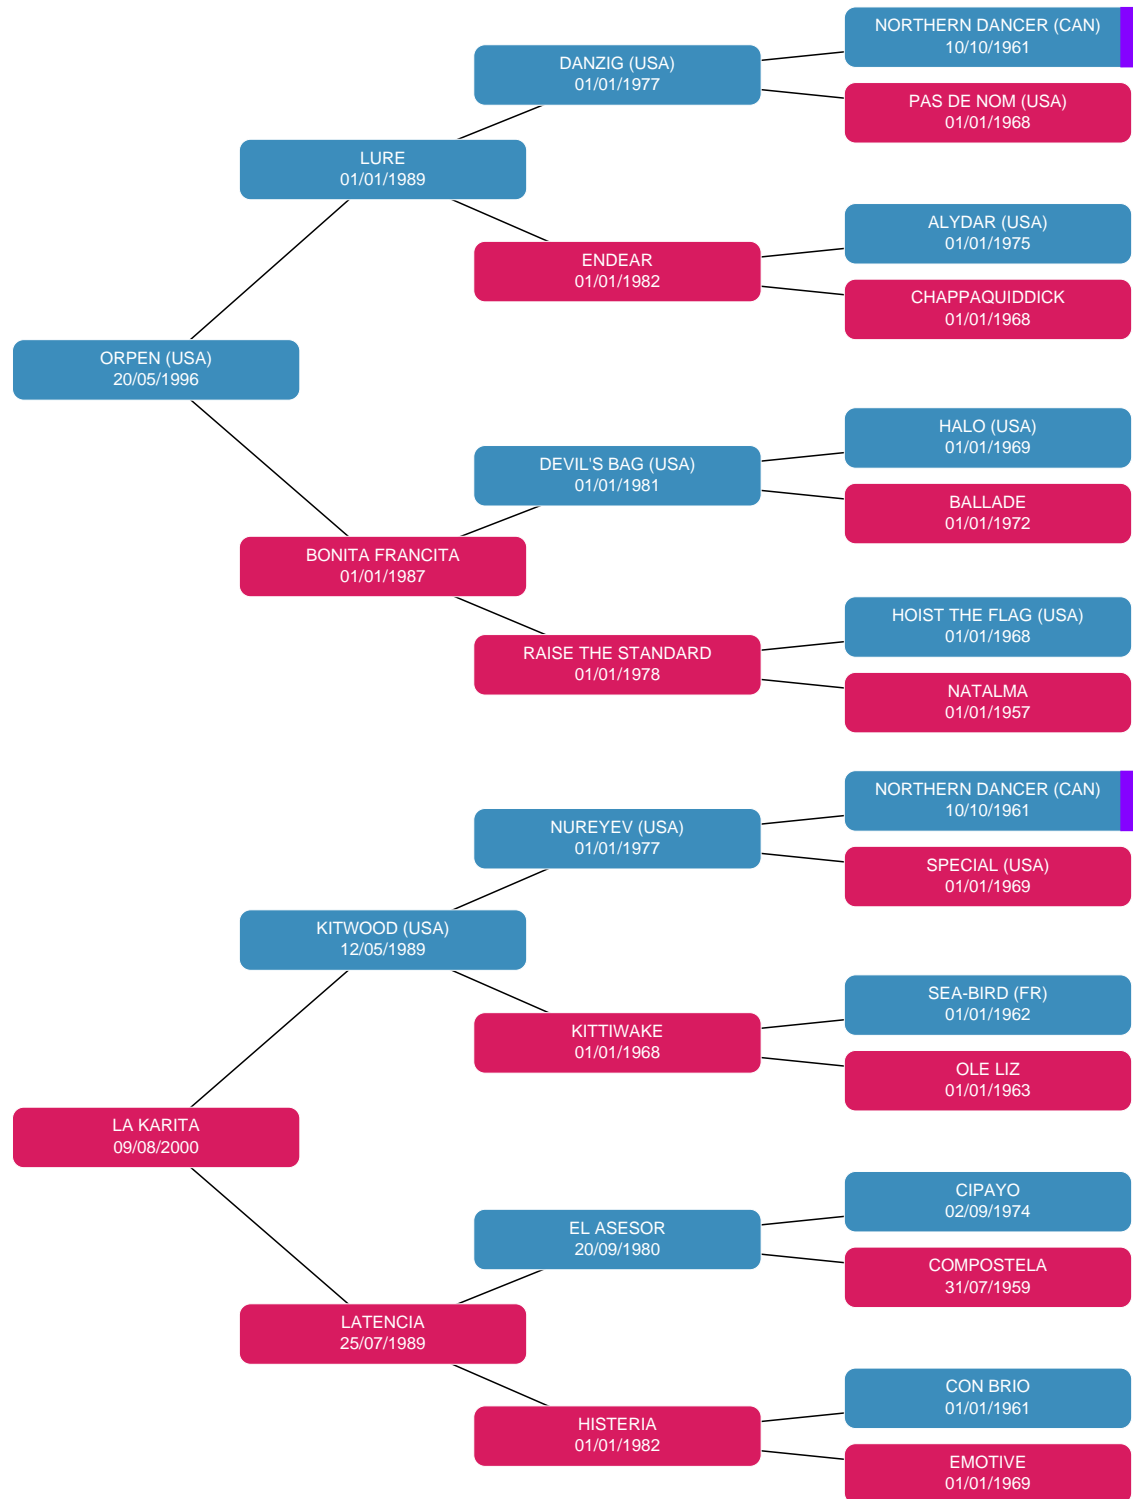 NORTHERN DANCER (CAN)
10/10/1961
DANZIG (USA)
01/01/1977
PAS DE NOM (USA)
01/01/1968
LURE
01/01/1989
ALYDAR (USA)
01/01/1975
ENDEAR
01/01/1982
CHAPPAQUIDDICK
01/01/1968
ORPEN (USA)
20/05/1996
HALO (USA)
01/01/1969
DEVIL'S BAG (USA)
01/01/1981
BALLADE
01/01/1972
BONITA FRANCITA
01/01/1987
HOIST THE FLAG (USA)
01/01/1968
RAISE THE STANDARD
01/01/1978
NATALMA
01/01/1957
NORTHERN DANCER (CAN)
10/10/1961
NUREYEV (USA)
01/01/1977
SPECIAL (USA)
01/01/1969
KITWOOD (USA)
12/05/1989
SEA-BIRD (FR)
01/01/1962
KITTIWAKE
01/01/1968
OLE LIZ
01/01/1963
LA KARITA
09/08/2000
CIPAYO
02/09/1974
EL ASESOR
20/09/1980
COMPOSTELA
31/07/1959
LATENCIA
25/07/1989
CON BRIO
01/01/1961
HISTERIA
01/01/1982
EMOTIVE
01/01/1969